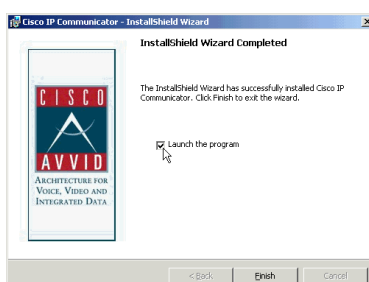 Cisco IP Communicator - InstallShield Wizard
InstallShield Wizard Completed
The InstallShield Wizard has successfully installed Cisco IP
Communicator. Click Finish to exit the wizard.
Launch the program
CISCO
AVVID
ARCHITECTURE FOR
VOICE, VIDEO AND
INTEGRATED DATA
< Back
Finish
Cancel